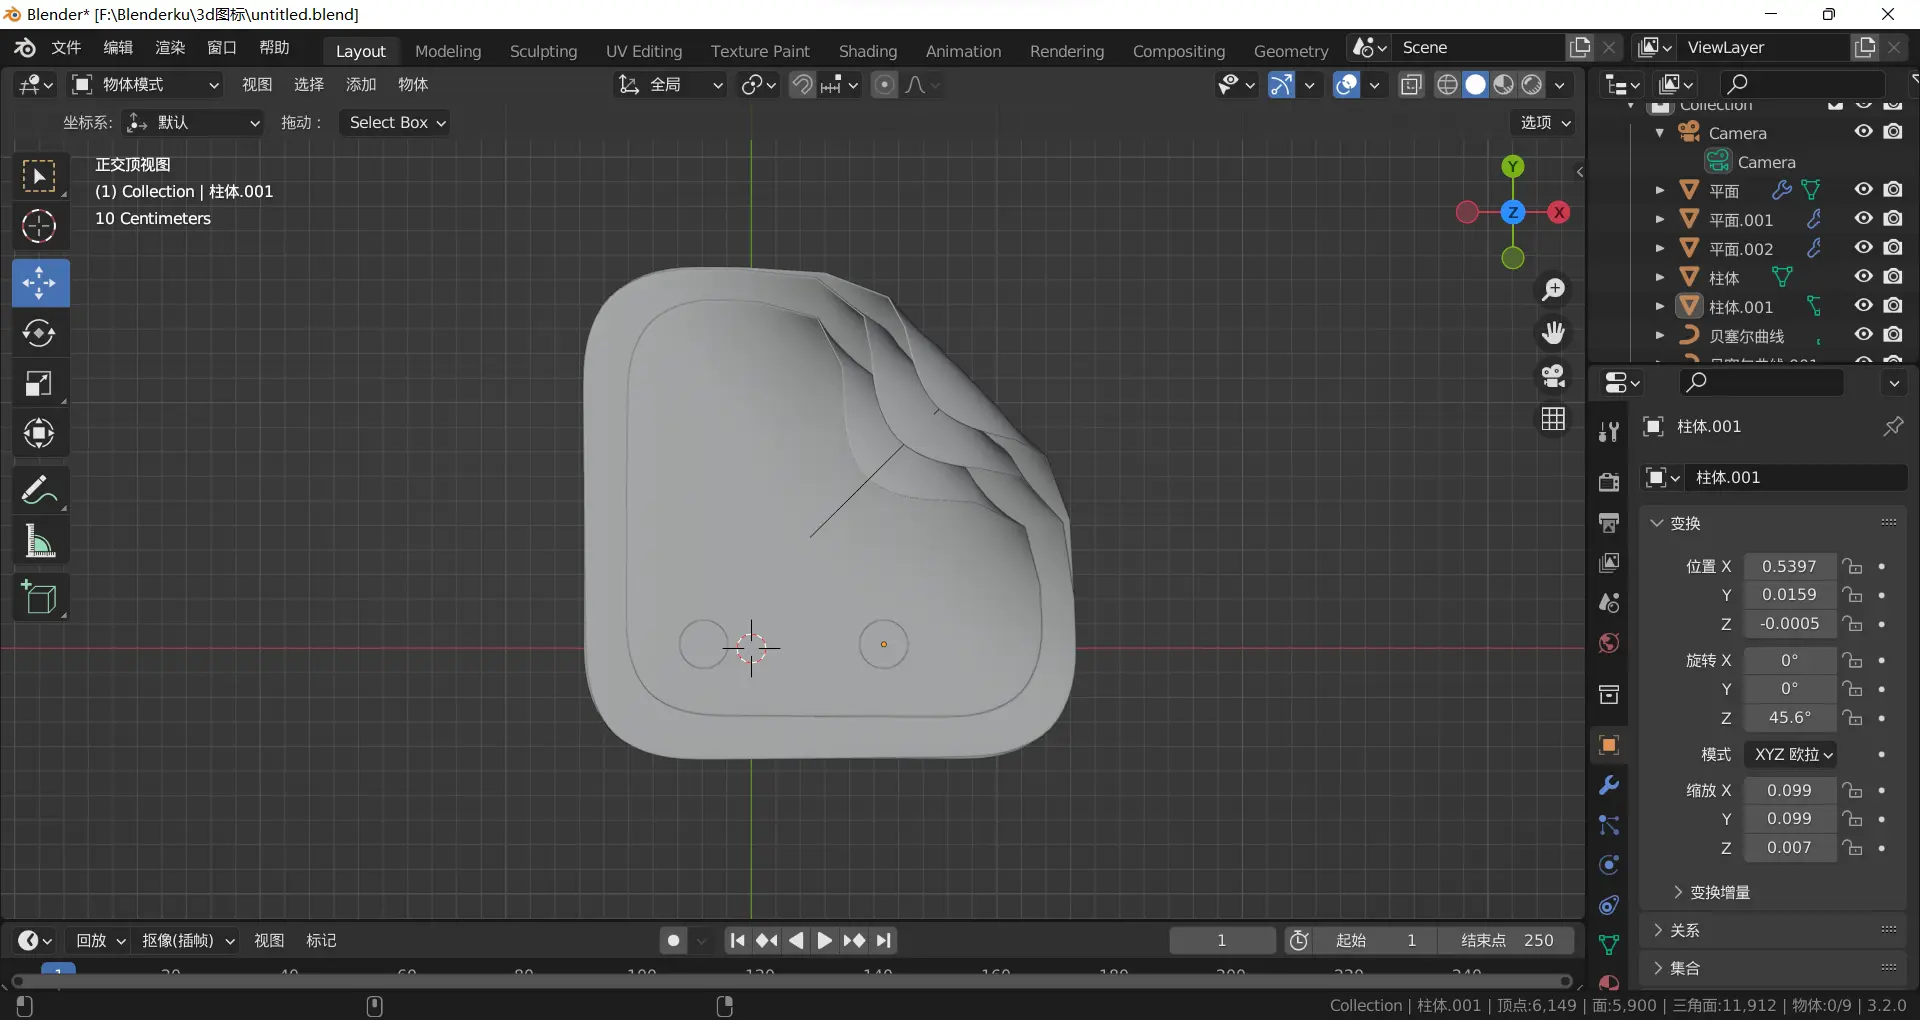 Blender* [F:\Blenderku\3d图标\untitled.blend]
文件 编辑 渲染 窗口 帮助 Layout Modeling Sculpting UV Editing Texture Paint Shading Animation Rendering Compositing Geometry Scene ViewLayer
物体模式 视图 选择 添加 物体 全局
坐标系: 默认 拖动: Select Box 选项
正交顶视图
(1) Collection | 柱体.001
10 Centimeters
Y
Z X
Collection
Camera
Camera
平面
平面.001
平面.002
柱体
柱体.001
贝塞尔曲线
贝塞尔曲线.001
柱体.001
柱体.001
变换
位置 X 0.5397
Y 0.0159
Z -0.0005
旋转 X 0°
Y 0°
Z 45.6°
模式 XYZ 欧拉
缩放 X 0.099
Y 0.099
Z 0.007
变换增量
关系
集合
回放 抠像(插帧) 视图 标记 1 起始 1 结束点 250
1 20 40 60 80 100 120 140 160 180 200 220 240
Collection | 柱体.001 | 顶点:6,149 | 面:5,900 | 三角面:11,912 | 物体:0/9 | 3.2.0